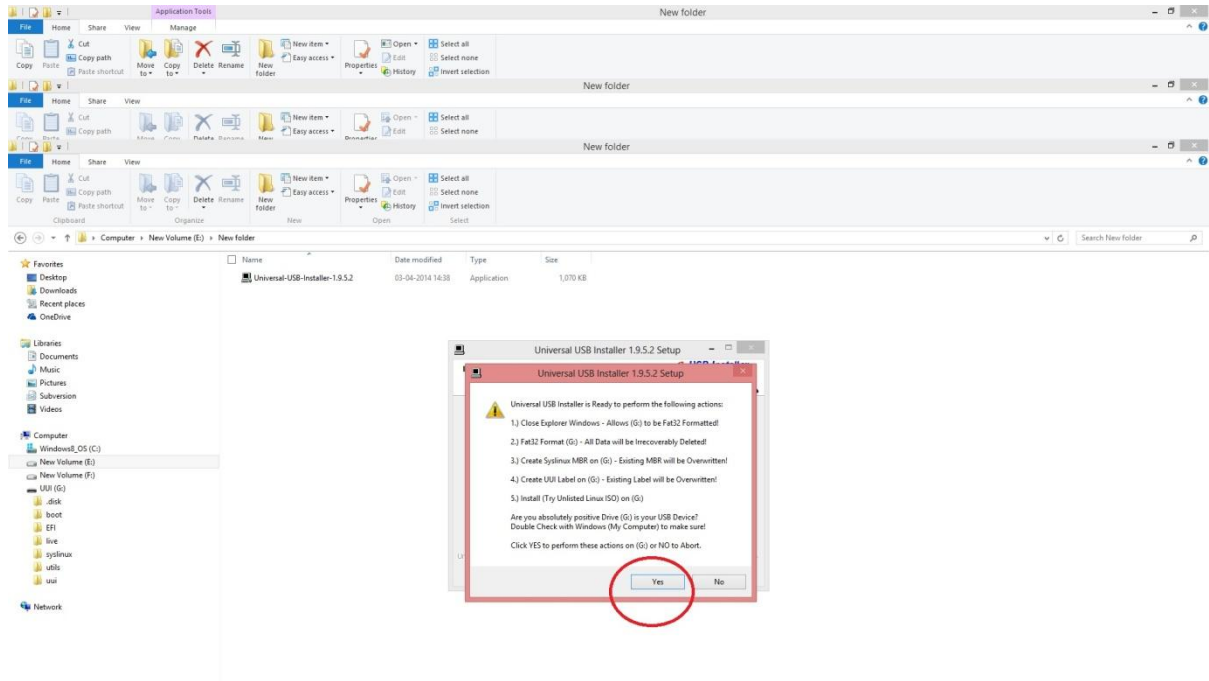 Application Tools
New folder
File Home Share View Manage
Copy Paste Cut Copy path Paste shortcut Move to Copy to Delete Rename New folder New item Easy access Properties Open Edit History Select all Select none Invert selection
New folder
File Home Share View
Copy Paste Cut Copy path Move Copy Delete Rename New New item Easy access Properties Open Edit Select all Select none
New folder
File Home Share View
Copy Paste Cut Copy path Paste shortcut Move to Copy to Delete Rename New folder New item Easy access Properties Open Edit History Select all Select none Invert selection
Clipboard Organize New Open Select
Computer New Volume (E:) New folder Search New folder
Name Date modified Type Size
Universal-USB-Installer-1.9.5.2 03-04-2014 14:38 Application 1,070 KB
Favorites
Desktop
Downloads
Recent places
OneDrive
Libraries
Documents
Music
Pictures
Subversion
Videos
Computer
Windows8_OS (C:)
New Volume (E:)
New Volume (F:)
UUI (G:)
.disk
boot
EFI
live
syslinux
utils
uui
Network
Universal USB Installer 1.9.5.2 Setup
Universal USB Installer 1.9.5.2 Setup
Universal USB Installer is Ready to perform the following actions:
1.) Close Explorer Windows - Allows (G:) to be Fat32 Formatted!
2.) Fat32 Format (G:) - All Data will be Irrecoverably Deleted!
3.) Create Syslinux MBR on (G:) - Existing MBR will be Overwritten!
4.) Create UUI Label on (G:) - Existing Label will be Overwritten!
5.) Install (Try Unlisted Linux ISO) on (G:)
Are you absolutely positive Drive (G:) is your USB Device?
Double Check with Windows (My Computer) to make sure!
Click YES to perform these actions on (G:) or NO to Abort.
Yes No